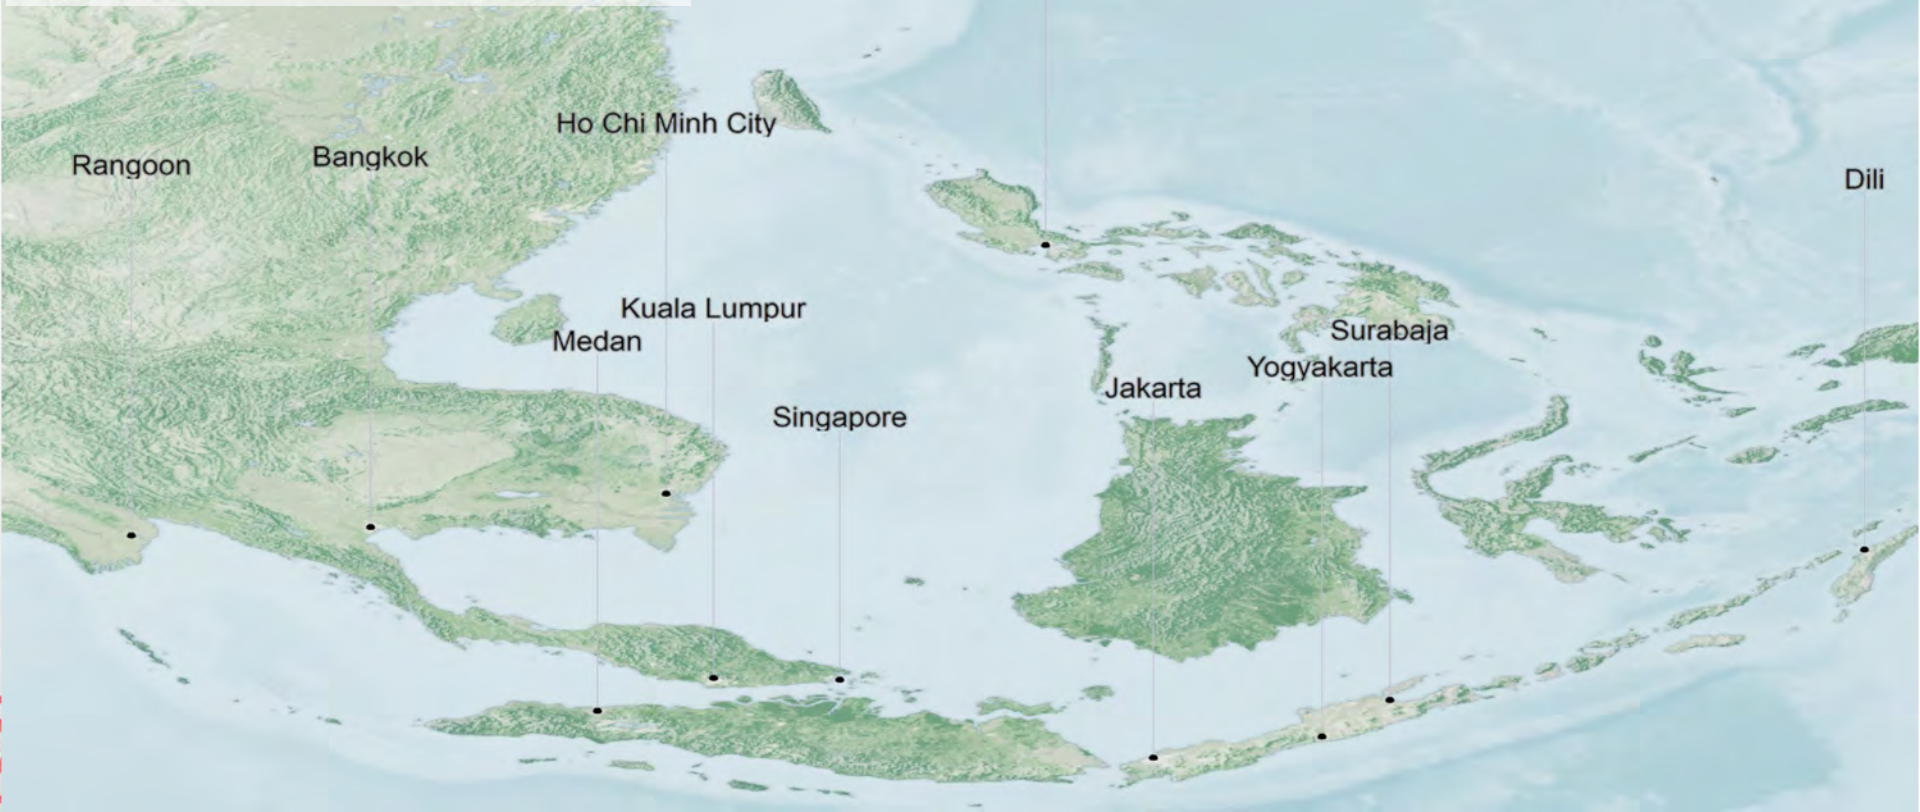 Ho Chi Minh City
Rangoon
Bangkok
Dili
Kuala Lumpur
Medan
Surabaja
Yogyakarta
Jakarta
Singapore